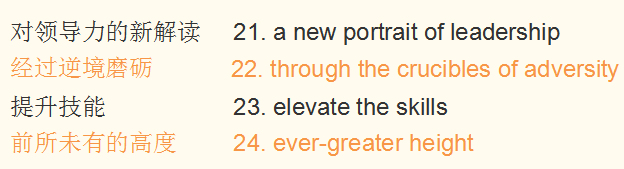 对领导力的新解读 21. a new portrait of leadership
经过逆境磨砺 22. through the crucibles of adversity
提升技能 23. elevate the skills
前所未有的高度 24. ever-greater height